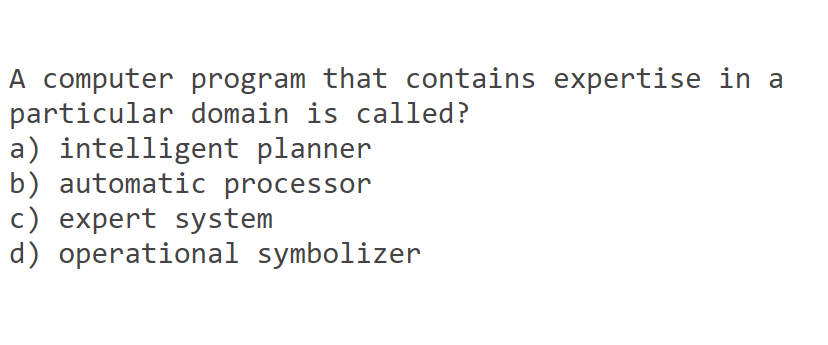 A computer program that contains expertise in a
particular domain is called?
a) intelligent planner
b) automatic processor
c) expert system
d) operational symbolizer